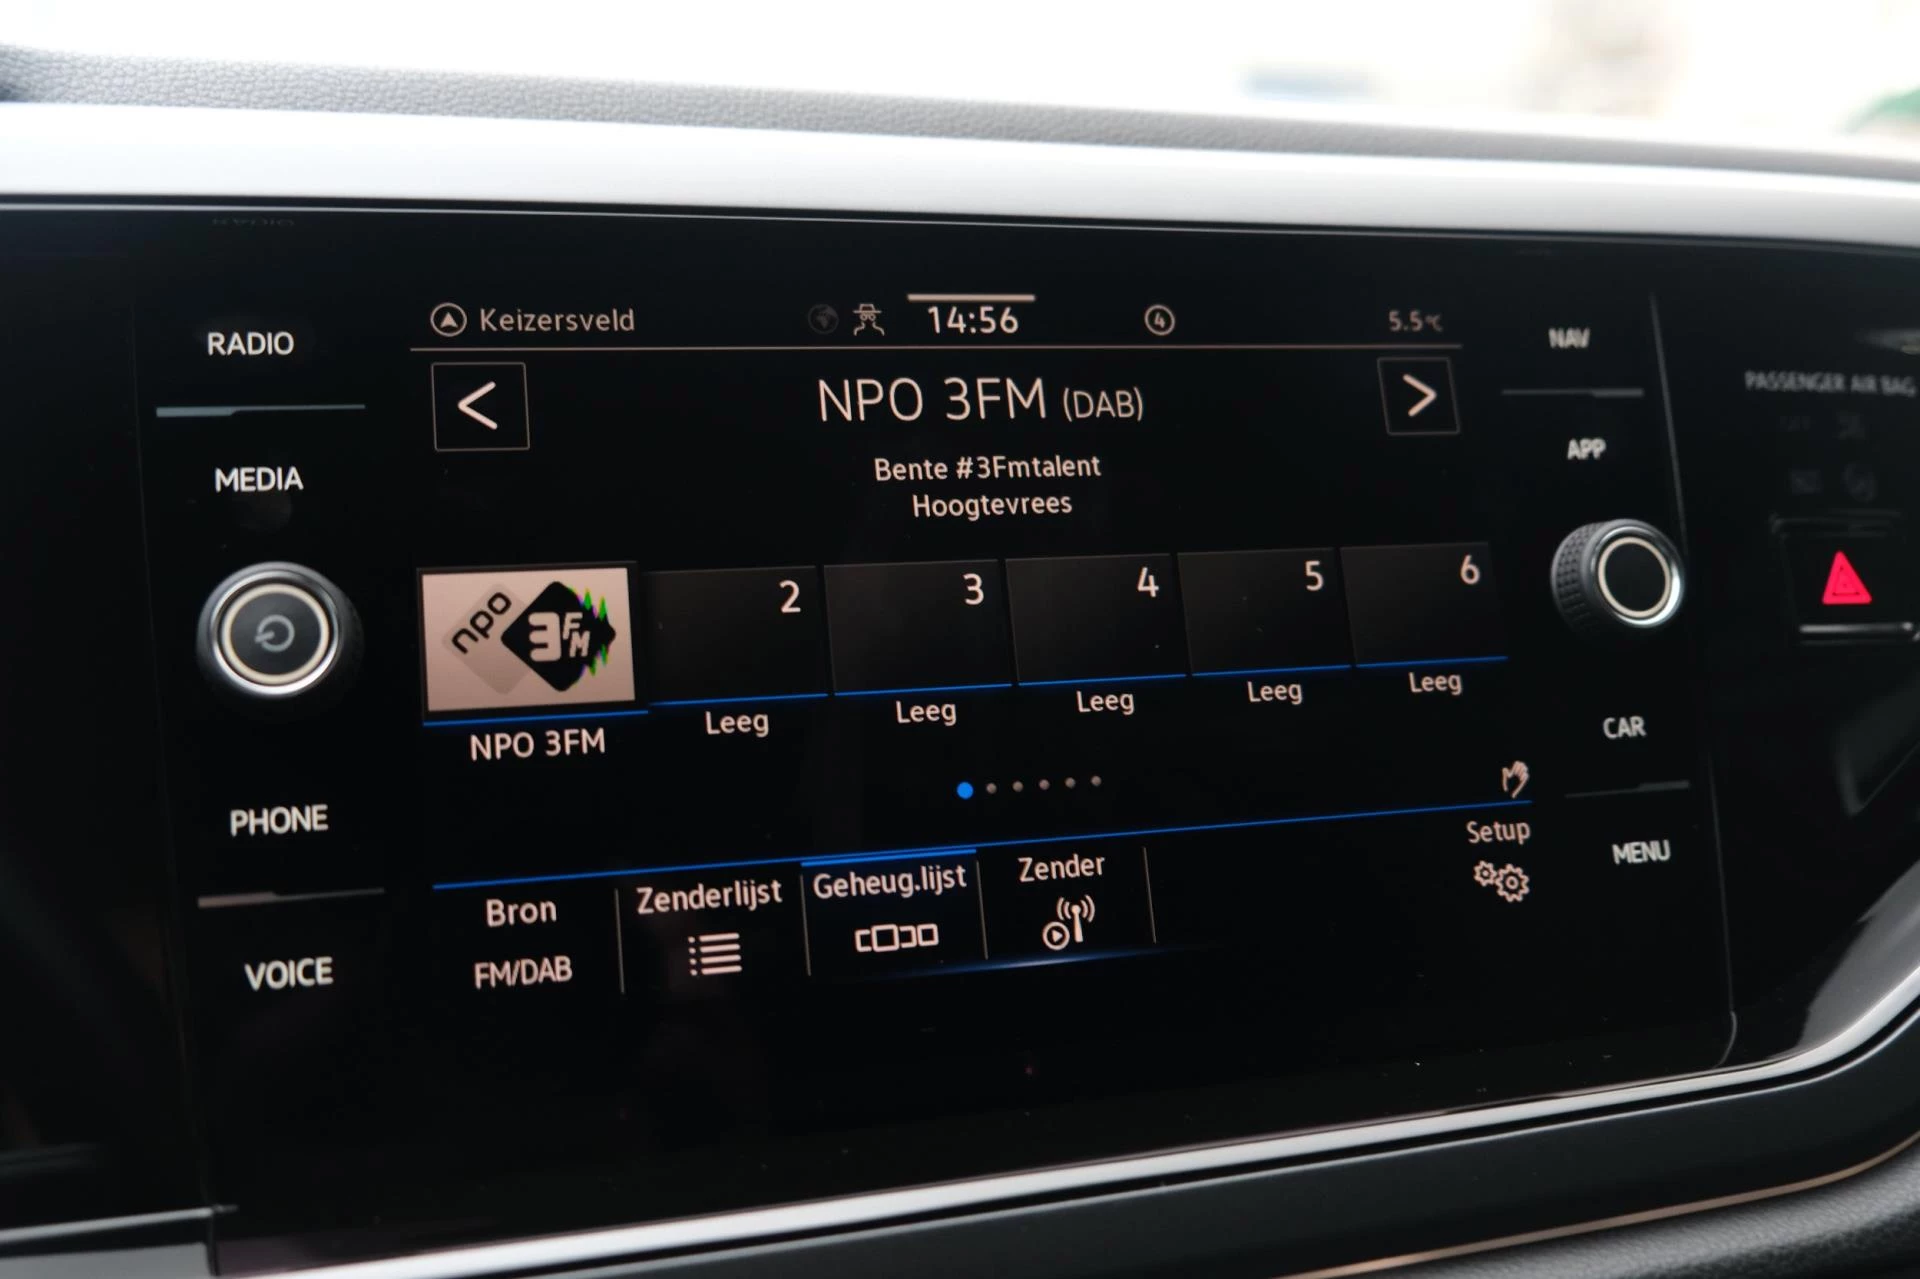 RADIO
MEDIA
PHONE
VOICE
Keizersveld
14:56
4
5.5°C
<
NPO 3FM (DAB)
>
Bente #3Fmtalent
Hoogtevrees
npo 3FM
2
3
4
5
6
NPO 3FM
Leeg
Leeg
Leeg
Leeg
Leeg
Bron
FM/DAB
Zenderlijst
Geheug.lijst
Zender
Setup
NAV
APP
CAR
MENU
PASSENGER AIR BAG